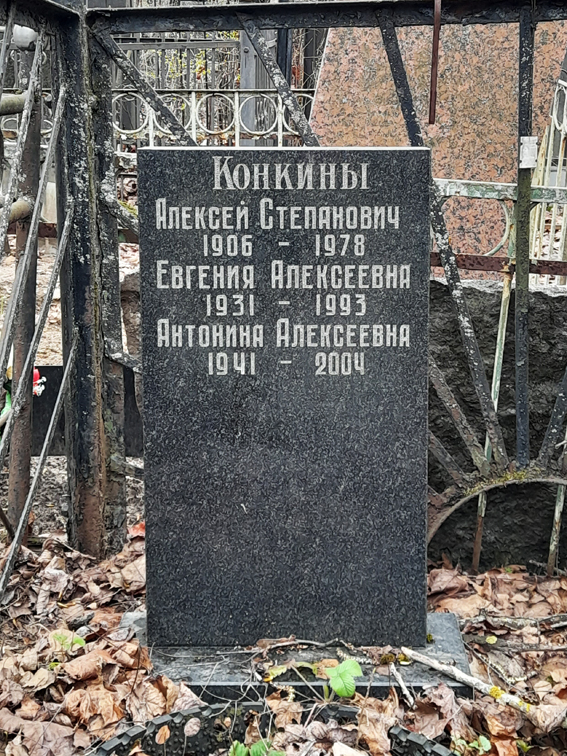 Конкины
Алексей Степанович
1906 - 1978
Евгения Алексеевна
1931 - 1993
Антонина Алексеевна
1941 - 2004